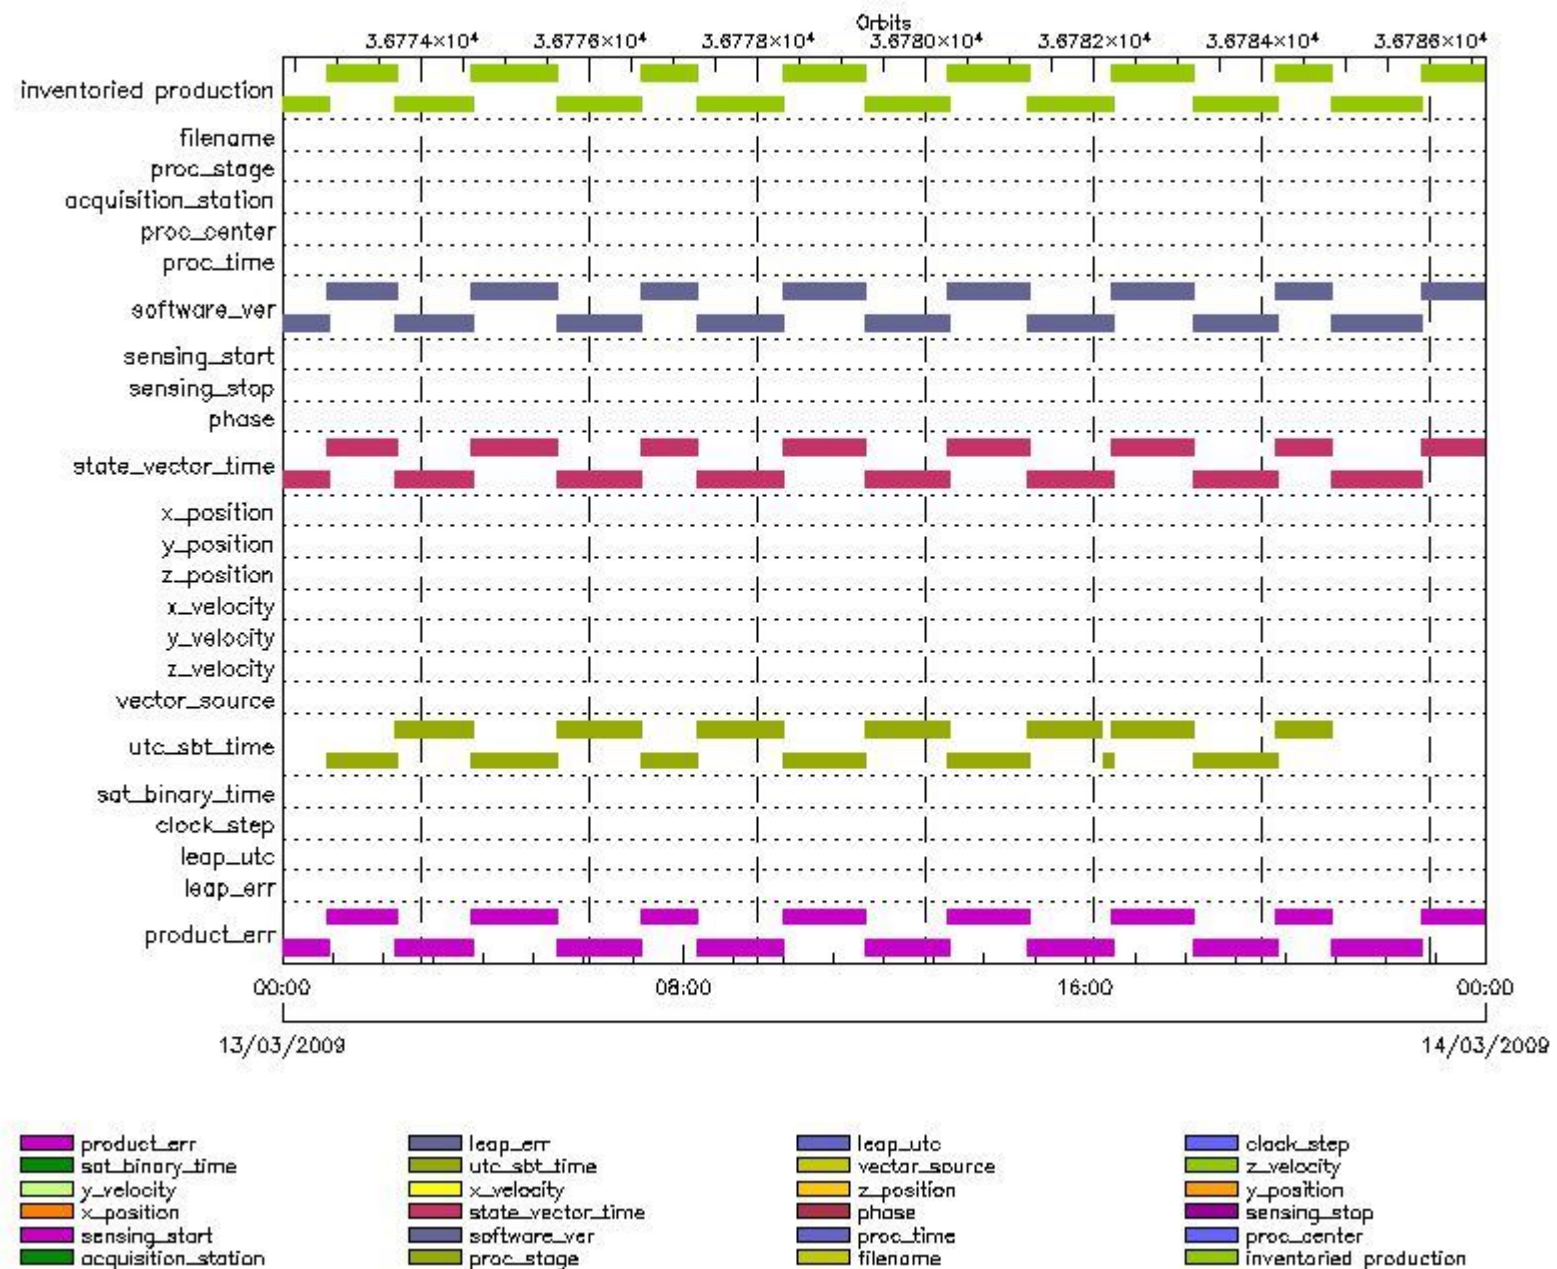 Orbits
3.6774×10⁴ 3.6776×10⁴ 3.6778×10⁴ 3.6780×10⁴ 3.6782×10⁴ 3.6784×10⁴ 3.6786×10⁴
inventoried production
filename
proc_stage
acquisition_station
proc_center
proc_time
software_ver
sensing_start
sensing_stop
phase
state_vector_time
x_position
y_position
z_position
x_velocity
y_velocity
z_velocity
vector_source
utc_sbt_time
sat_binary_time
clock_step
leap_utc
leap_err
product_err
00:00 08:00 16:00 00:00
13/03/2009 14/03/2009
product_err leap_err leap_utc clock_step
sat_binary_time utc_sbt_time vector_source z_velocity
y_velocity x_velocity z_position y_position
x_position state_vector_time phase sensing_stop
sensing_start software_ver proc_time proc_center
acquisition_station proc_stage filename inventoried production